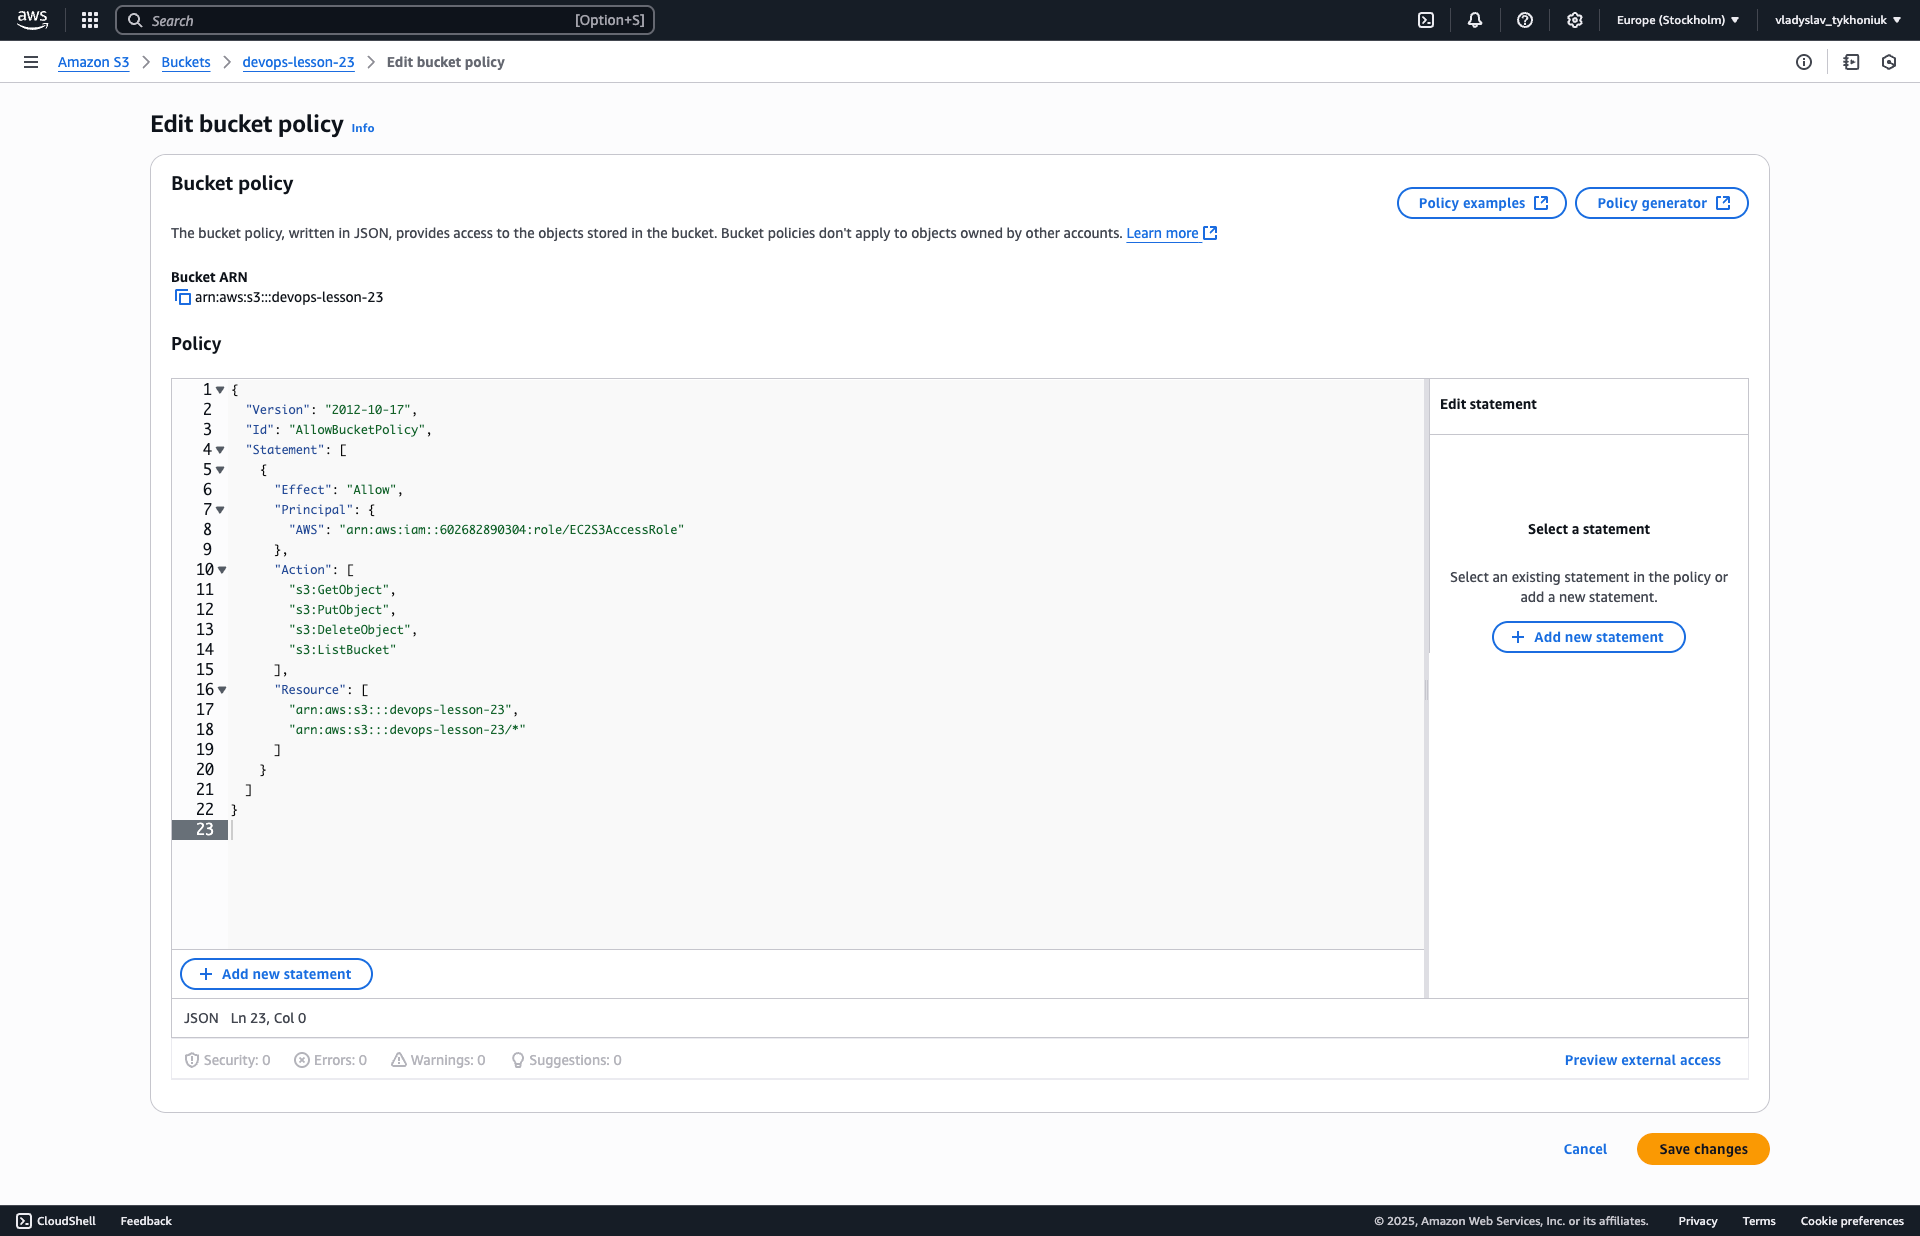 aws
Search
[Option+S]
Europe (Stockholm)
vladyslav_tykhoniuk
Amazon S3
Buckets
devops-lesson-23
Edit bucket policy
Edit bucket policy Info
Bucket policy
Policy examples
Policy generator
The bucket policy, written in JSON, provides access to the objects stored in the bucket. Bucket policies don't apply to objects owned by other accounts. Learn more
Bucket ARN
arn:aws:s3:::devops-lesson-23
Policy
1 {
2 "Version": "2012-10-17",
3 "Id": "AllowBucketPolicy",
4 "Statement": [
5 {
6 "Effect": "Allow",
7 "Principal": {
8 "AWS": "arn:aws:iam::602682890304:role/EC2S3AccessRole"
9 },
10 "Action": [
11 "s3:GetObject",
12 "s3:PutObject",
13 "s3:DeleteObject",
14 "s3:ListBucket"
15 ],
16 "Resource": [
17 "arn:aws:s3:::devops-lesson-23",
18 "arn:aws:s3:::devops-lesson-23/*"
19 ]
20 }
21 ]
22 }
23
Edit statement
Select a statement
Select an existing statement in the policy or
add a new statement.
Add new statement
Add new statement
JSON Ln 23, Col 0
Security: 0
Errors: 0
Warnings: 0
Suggestions: 0
Preview external access
Cancel
Save changes
CloudShell
Feedback
© 2025, Amazon Web Services, Inc. or its affiliates.
Privacy
Terms
Cookie preferences